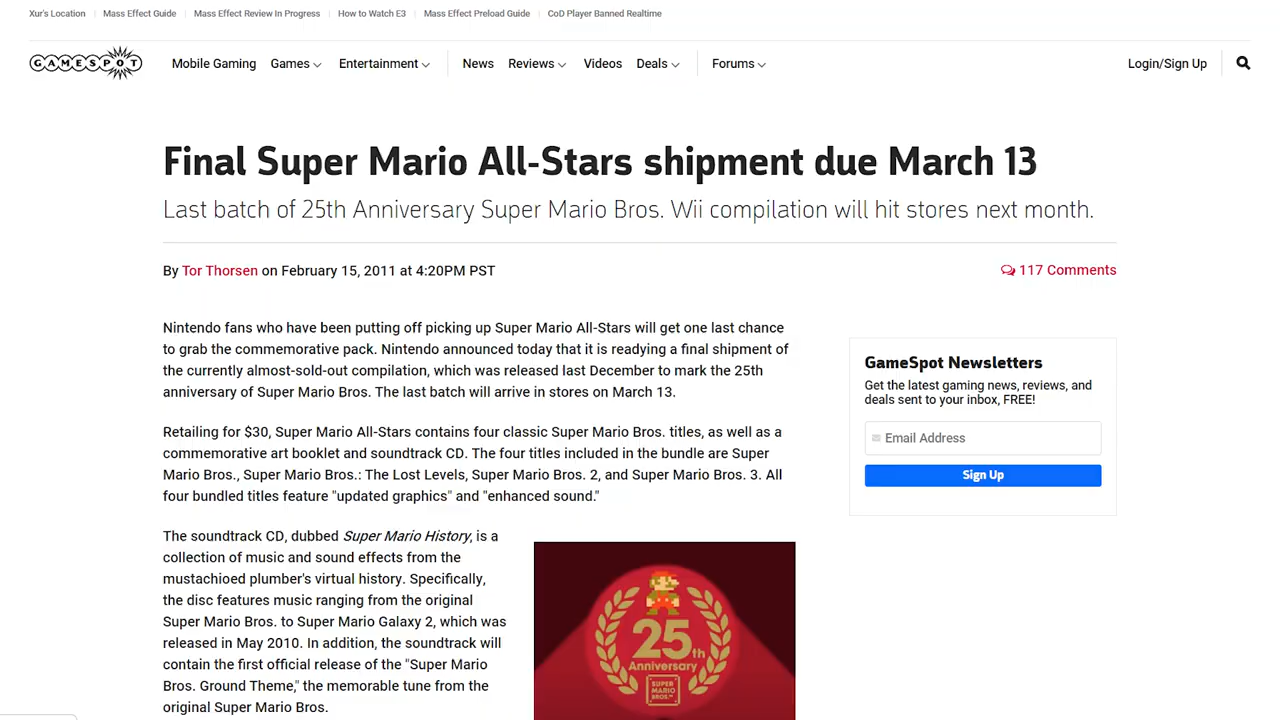 Xur's Location
Mass Effect Guide
Mass Effect Review In Progress
How to Watch E3
Mass Effect Preload Guide
CoD Player Banned Realtime
GAMESPOT
Mobile Gaming
Games
Entertainment
News
Reviews
Videos
Deals
Forums
Login/Sign Up
Final Super Mario All-Stars shipment due March 13
Last batch of 25th Anniversary Super Mario Bros. Wii compilation will hit stores next month.
By Tor Thorsen on February 15, 2011 at 4:20PM PST
117 Comments
Nintendo fans who have been putting off picking up Super Mario All-Stars will get one last chance
to grab the commemorative pack. Nintendo announced today that it is readying a final shipment of
the currently almost-sold-out compilation, which was released last December to mark the 25th
anniversary of Super Mario Bros. The last batch will arrive in stores on March 13.
Retailing for $30, Super Mario All-Stars contains four classic Super Mario Bros. titles, as well as a
commemorative art booklet and soundtrack CD. The four titles included in the bundle are Super
Mario Bros., Super Mario Bros.: The Lost Levels, Super Mario Bros. 2, and Super Mario Bros. 3. All
four bundled titles feature "updated graphics" and "enhanced sound."
The soundtrack CD, dubbed Super Mario History, is a
collection of music and sound effects from the
mustachioed plumber's virtual history. Specifically,
the disc features music ranging from the original
Super Mario Bros. to Super Mario Galaxy 2, which was
released in May 2010. In addition, the soundtrack will
contain the first official release of the "Super Mario
Bros. Ground Theme," the memorable tune from the
original Super Mario Bros.
25th
Anniversary
SUPER
MARIO
BROS.
GameSpot Newsletters
Get the latest gaming news, reviews, and
deals sent to your inbox, FREE!
Email Address
Sign Up